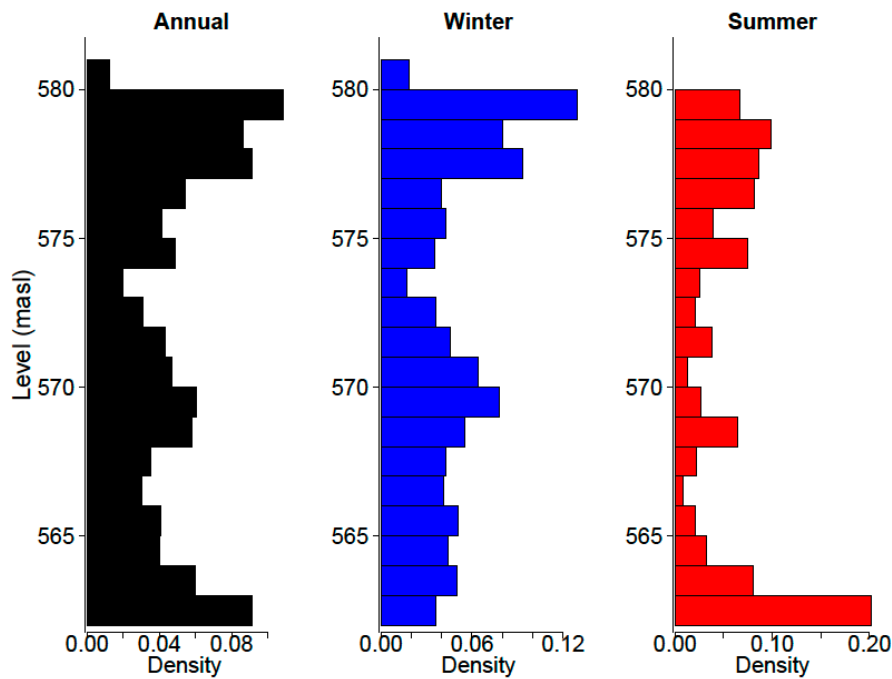 Annual Winter Summer
580 580 580
575 575 575
570 570 570
565 565 565
Level (masl)
0.00 0.04 0.08 0.00 0.06 0.12 0.00 0.10 0.20
Density Density Density